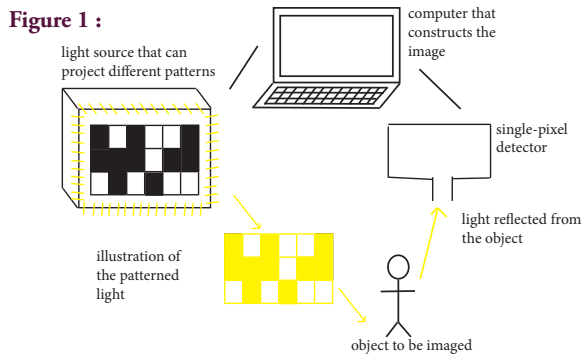 Figure 1 :
light source that can
project different patterns
computer that
constructs the
image
single-pixel
detector
light reflected from
the object
illustration of
the patterned
light
object to be imaged